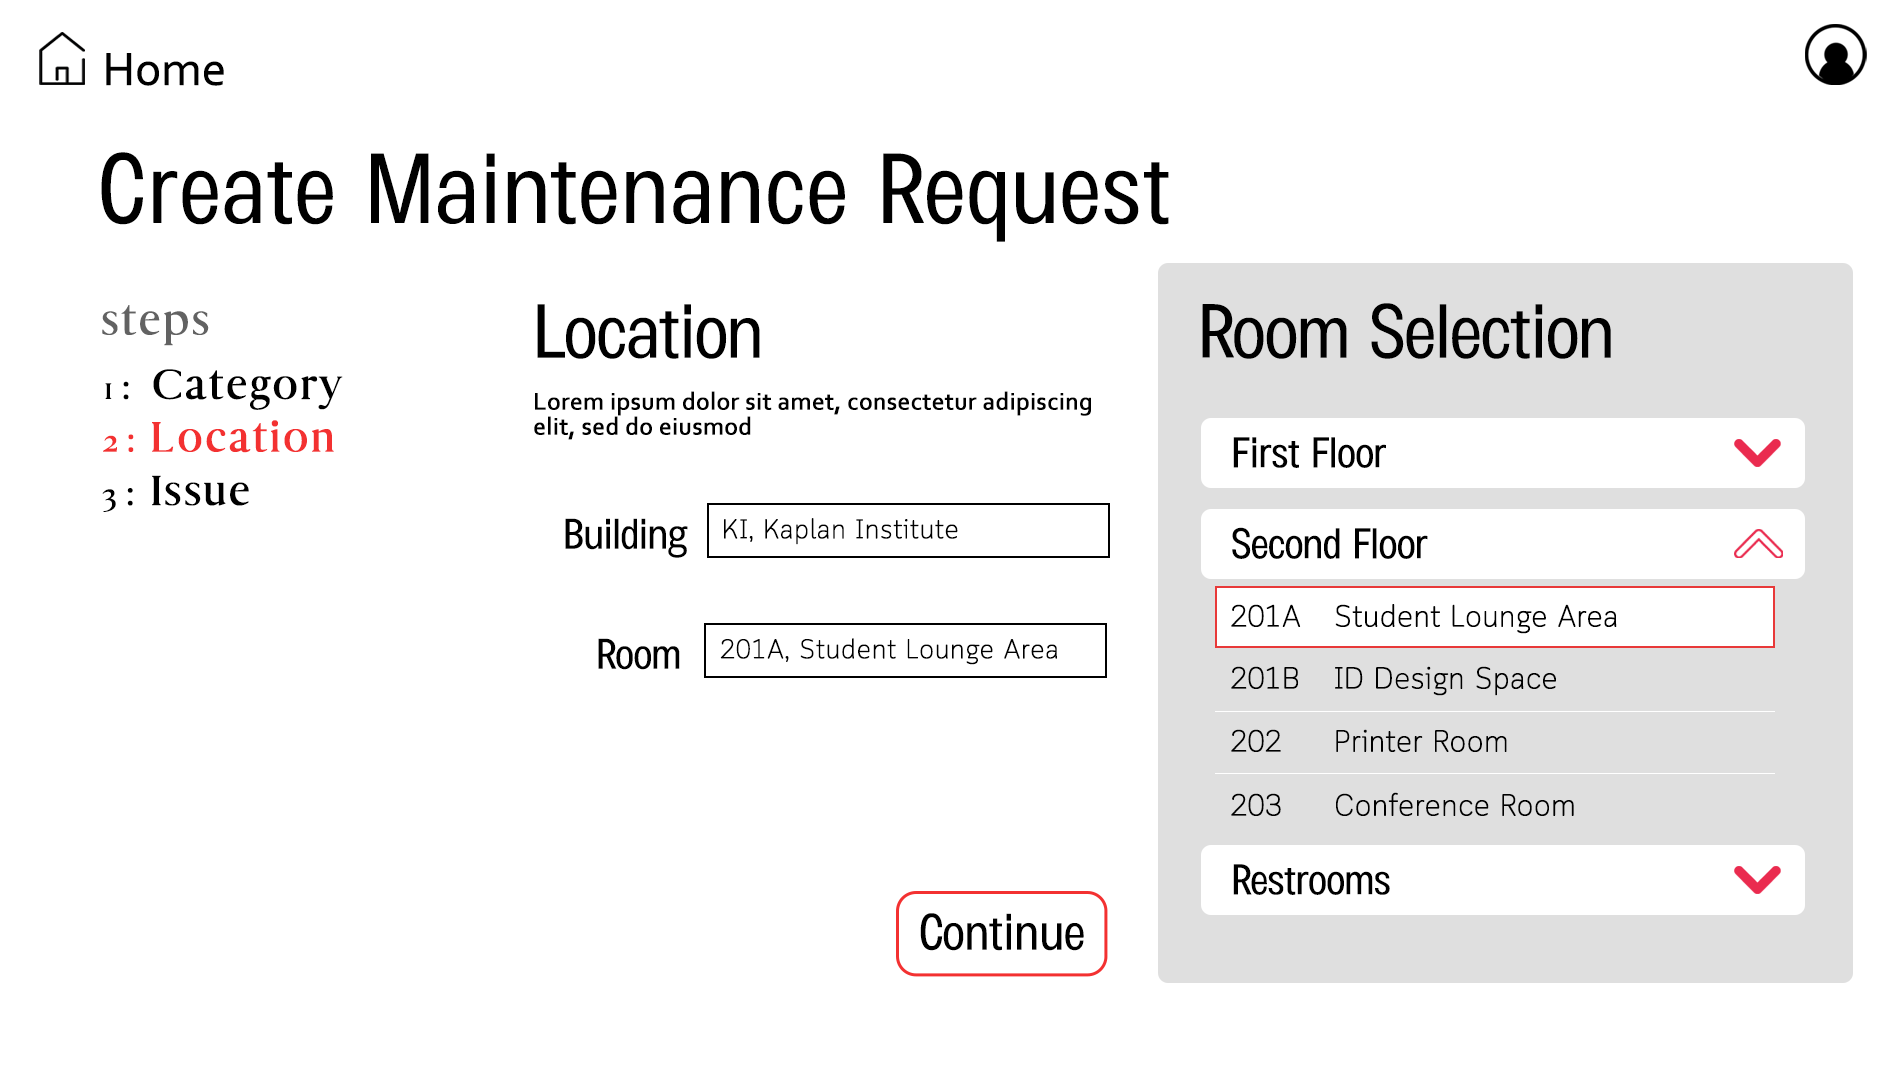 Home
Create Maintenance Request
steps
1: Category
2: Location
3: Issue
Location
Lorem ipsum dolor sit amet, consectetur adipiscing
elit, sed do eiusmod
Building KI, Kaplan Institute
Room 201A, Student Lounge Area
Continue
Room Selection
First Floor
Second Floor
201A Student Lounge Area
201B ID Design Space
202 Printer Room
203 Conference Room
Restrooms